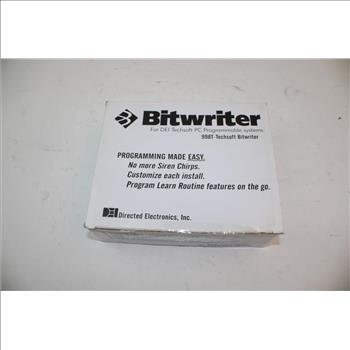 Bitwriter
For DEI Techsoft PC Programmable systems
998T-Techsoft Bitwriter
PROGRAMMING MADE EASY.
No more Siren Chirps.
Customize each install.
Program Learn Routine features on the go.
DEI Directed Electronics, Inc.